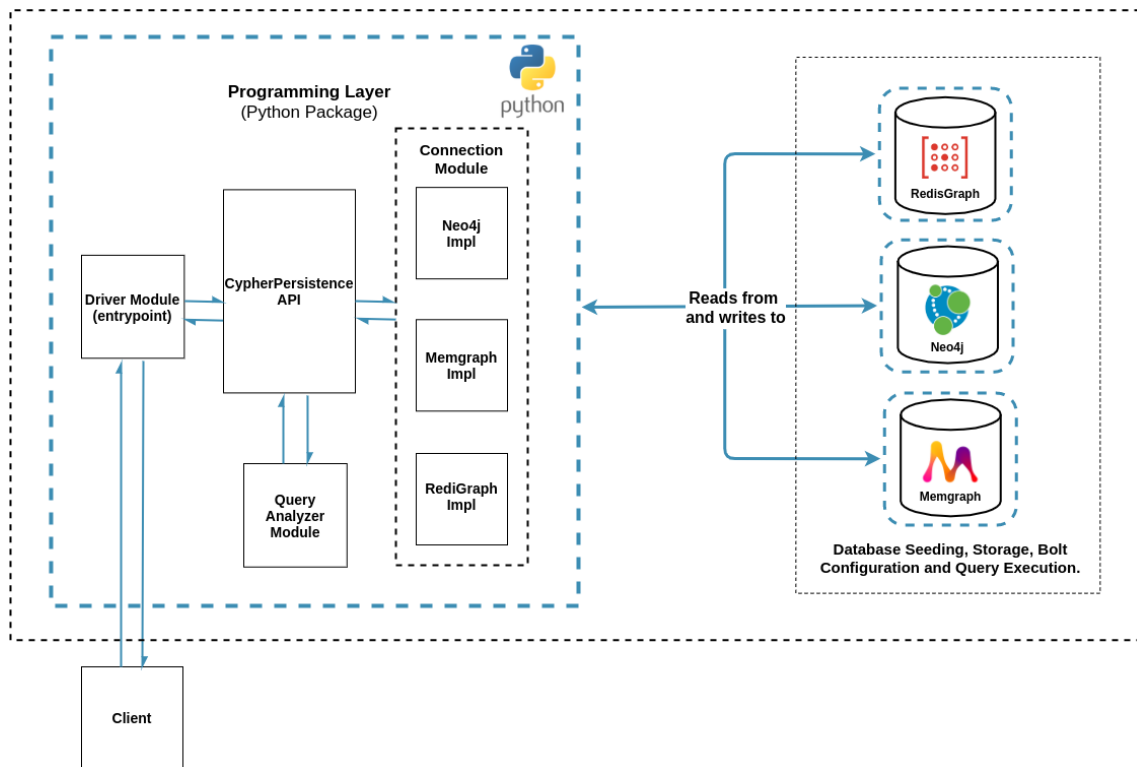 Programming Layer
(Python Package)
python
Connection
Module
Neo4j
Impl
Driver Module
(entrypoint)
CypherPersistence
API
Memgraph
Impl
Query
Analyzer
Module
RediGraph
Impl
Client
Reads from
and writes to
RedisGraph
Neo4j
Memgraph
Database Seeding, Storage, Bolt
Configuration and Query Execution.